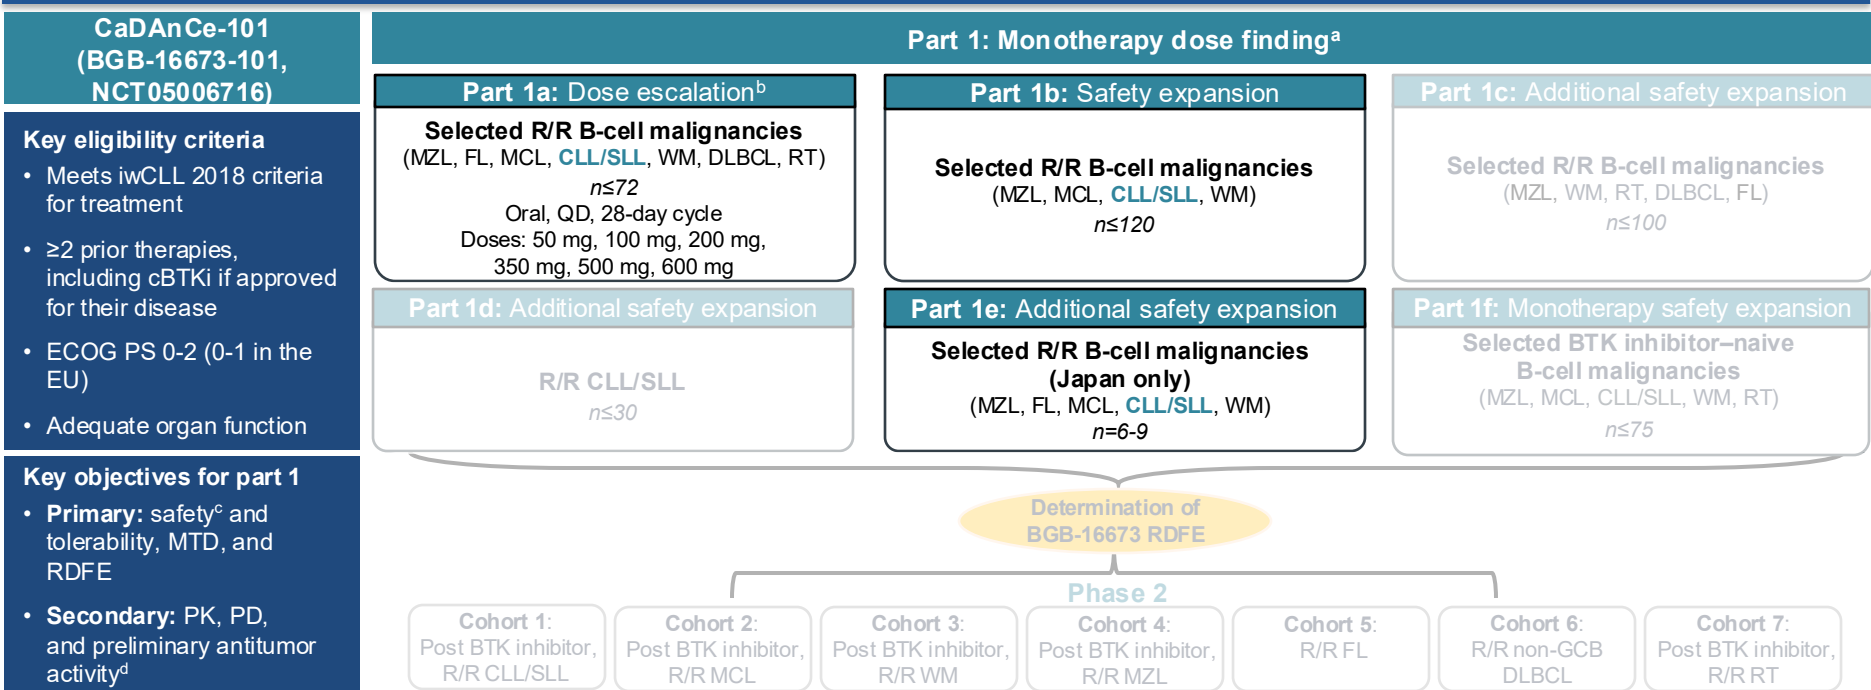 CaDAnCe-101
(BGB-16673-101,
NCT05006716)
Key eligibility criteria
• Meets iwCLL 2018 criteria
for treatment
• ≥2 prior therapies,
including cBTKi if approved
for their disease
• ECOG PS 0-2 (0-1 in the
EU)
• Adequate organ function
Key objectives for part 1
• Primary: safetyᶜ and
tolerability, MTD, and
RDFE
• Secondary: PK, PD,
and preliminary antitumor
activityᵈ
Part 1: Monotherapy dose findingᵃ
Part 1a: Dose escalationᵇ
Selected R/R B-cell malignancies
(MZL, FL, MCL, CLL/SLL, WM, DLBCL, RT)
n≤72
Oral, QD, 28-day cycle
Doses: 50 mg, 100 mg, 200 mg,
350 mg, 500 mg, 600 mg
Part 1b: Safety expansion
Selected R/R B-cell malignancies
(MZL, MCL, CLL/SLL, WM)
n≤120
Part 1c: Additional safety expansion
Selected R/R B-cell malignancies
(MZL, WM, RT, DLBCL, FL)
n≤100
Part 1d: Additional safety expansion
R/R CLL/SLL
n≤30
Part 1e: Additional safety expansion
Selected R/R B-cell malignancies
(Japan only)
(MZL, FL, MCL, CLL/SLL, WM)
n=6-9
Part 1f: Monotherapy safety expansion
Selected BTK inhibitor–naive
B-cell malignancies
(MZL, MCL, CLL/SLL, WM, RT)
n≤75
Determination of
BGB-16673 RDFE
Phase 2
Cohort 1:
Post BTK inhibitor,
R/R CLL/SLL
Cohort 2:
Post BTK inhibitor,
R/R MCL
Cohort 3:
Post BTK inhibitor,
R/R WM
Cohort 4:
Post BTK inhibitor,
R/R MZL
Cohort 5:
R/R FL
Cohort 6:
R/R non-GCB
DLBCL
Cohort 7:
Post BTK inhibitor,
R/R RT